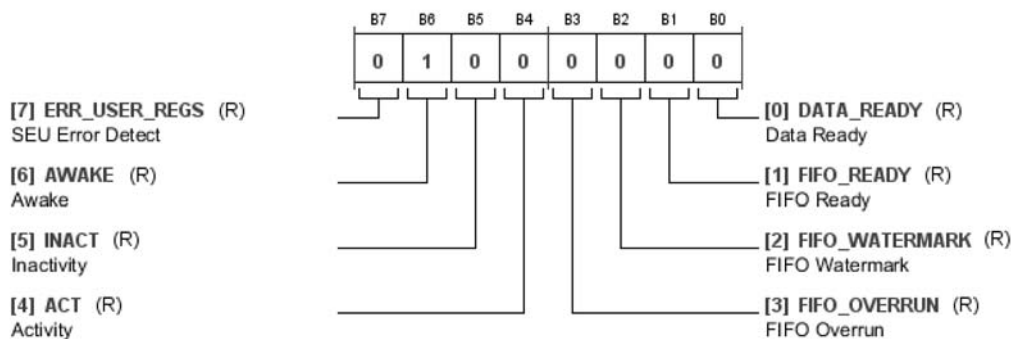 B7 B6 B5 B4 B3 B2 B1 B0
0 1 0 0 0 0 0 0
[7] ERR_USER_REGS (R)
SEU Error Detect
[6] AWAKE (R)
Awake
[5] INACT (R)
Inactivity
[4] ACT (R)
Activity
[0] DATA_READY (R)
Data Ready
[1] FIFO_READY (R)
FIFO Ready
[2] FIFO_WATERMARK (R)
FIFO Watermark
[3] FIFO_OVERRUN (R)
FIFO Overrun